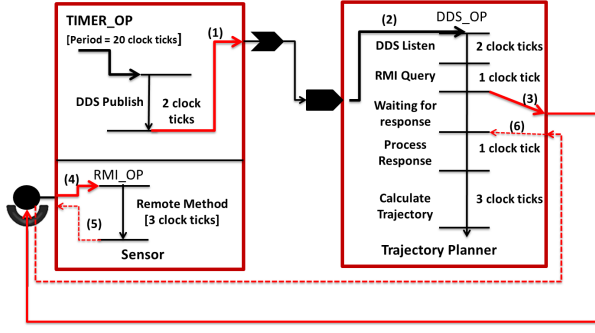 TIMER_OP
[Period = 20 clock ticks]
(1)
DDS Publish
2 clock
ticks
(2)
DDS_OP
DDS Listen
2 clock ticks
RMI Query
1 clock tick
(3)
Waiting for
response
(6)
Process
Response
1 clock tick
Calculate
Trajectory
3 clock ticks
Trajectory Planner
(4)
RMI_OP
Remote Method
[3 clock ticks]
(5)
Sensor